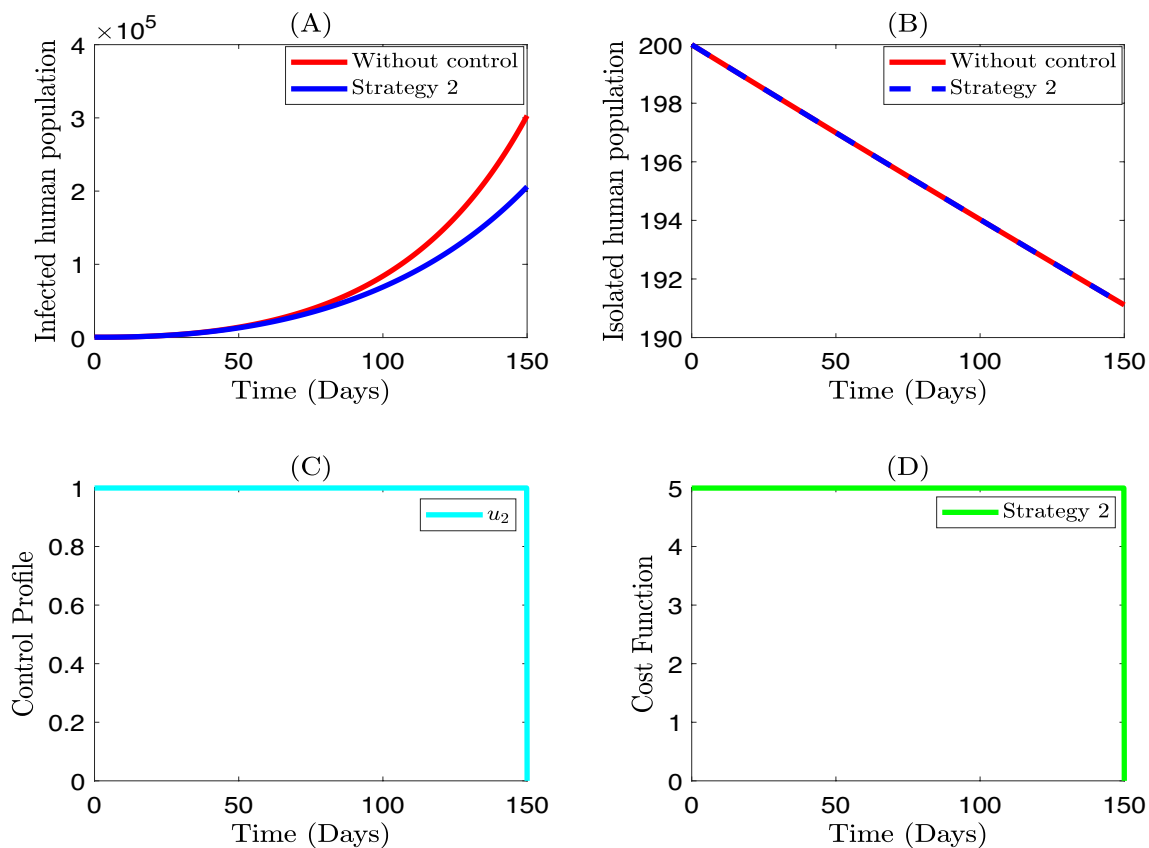 (A)
×10⁵
Infected human population
4
3
2
1
0
0 50 100 150
Time (Days)
Without control
Strategy 2
(B)
Isolated human population
200
198
196
194
192
190
0 50 100 150
Time (Days)
Without control
Strategy 2
(C)
Control Profile
1
0.8
0.6
0.4
0.2
0
0 50 100 150
Time (Days)
u₂
(D)
Cost Function
5
4
3
2
1
0
0 50 100 150
Time (Days)
Strategy 2